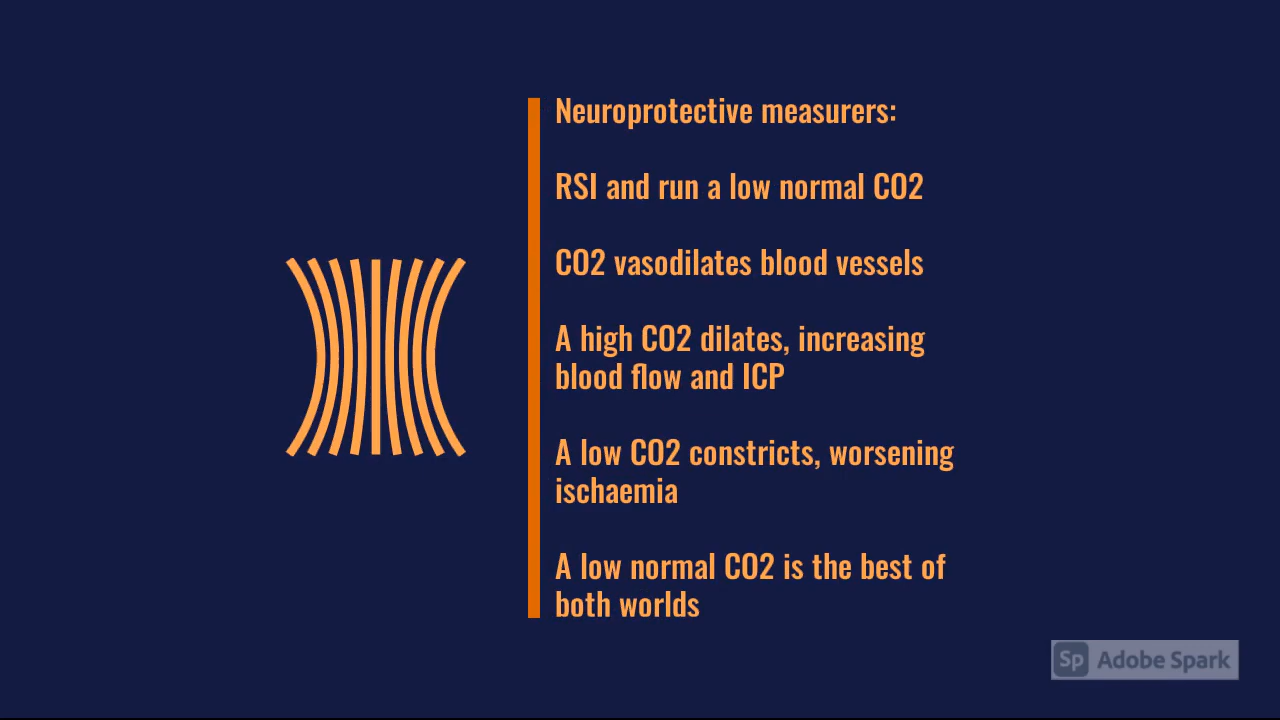 Neuroprotective measurers:
RSI and run a low normal CO2
CO2 vasodilates blood vessels
A high CO2 dilates, increasing
blood flow and ICP
A low CO2 constricts, worsening
ischaemia
A low normal CO2 is the best of
both worlds
Sp Adobe Spark